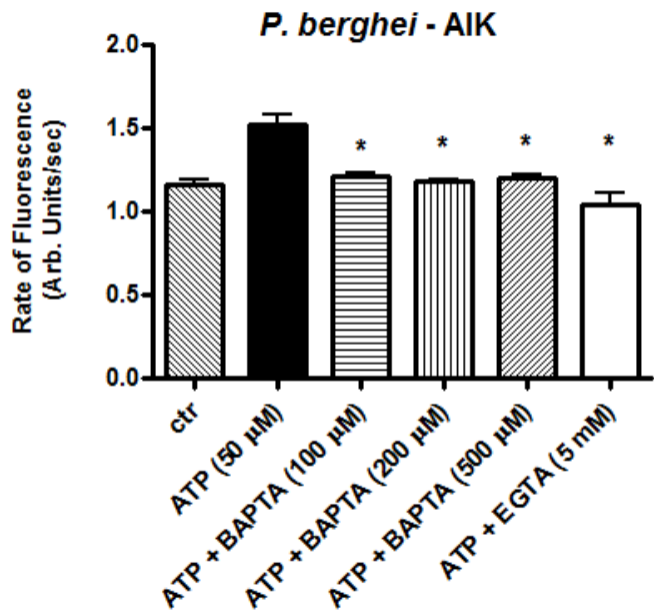 P. berghei - AIK
Rate of Fluorescence
(Arb. Units/sec)
2.0
1.5
1.0
0.5
0.0
*
*
*
*
ctr
ATP (50 µM)
ATP + BAPTA (100 µM)
ATP + BAPTA (200 µM)
ATP + BAPTA (500 µM)
ATP + EGTA (5 mM)